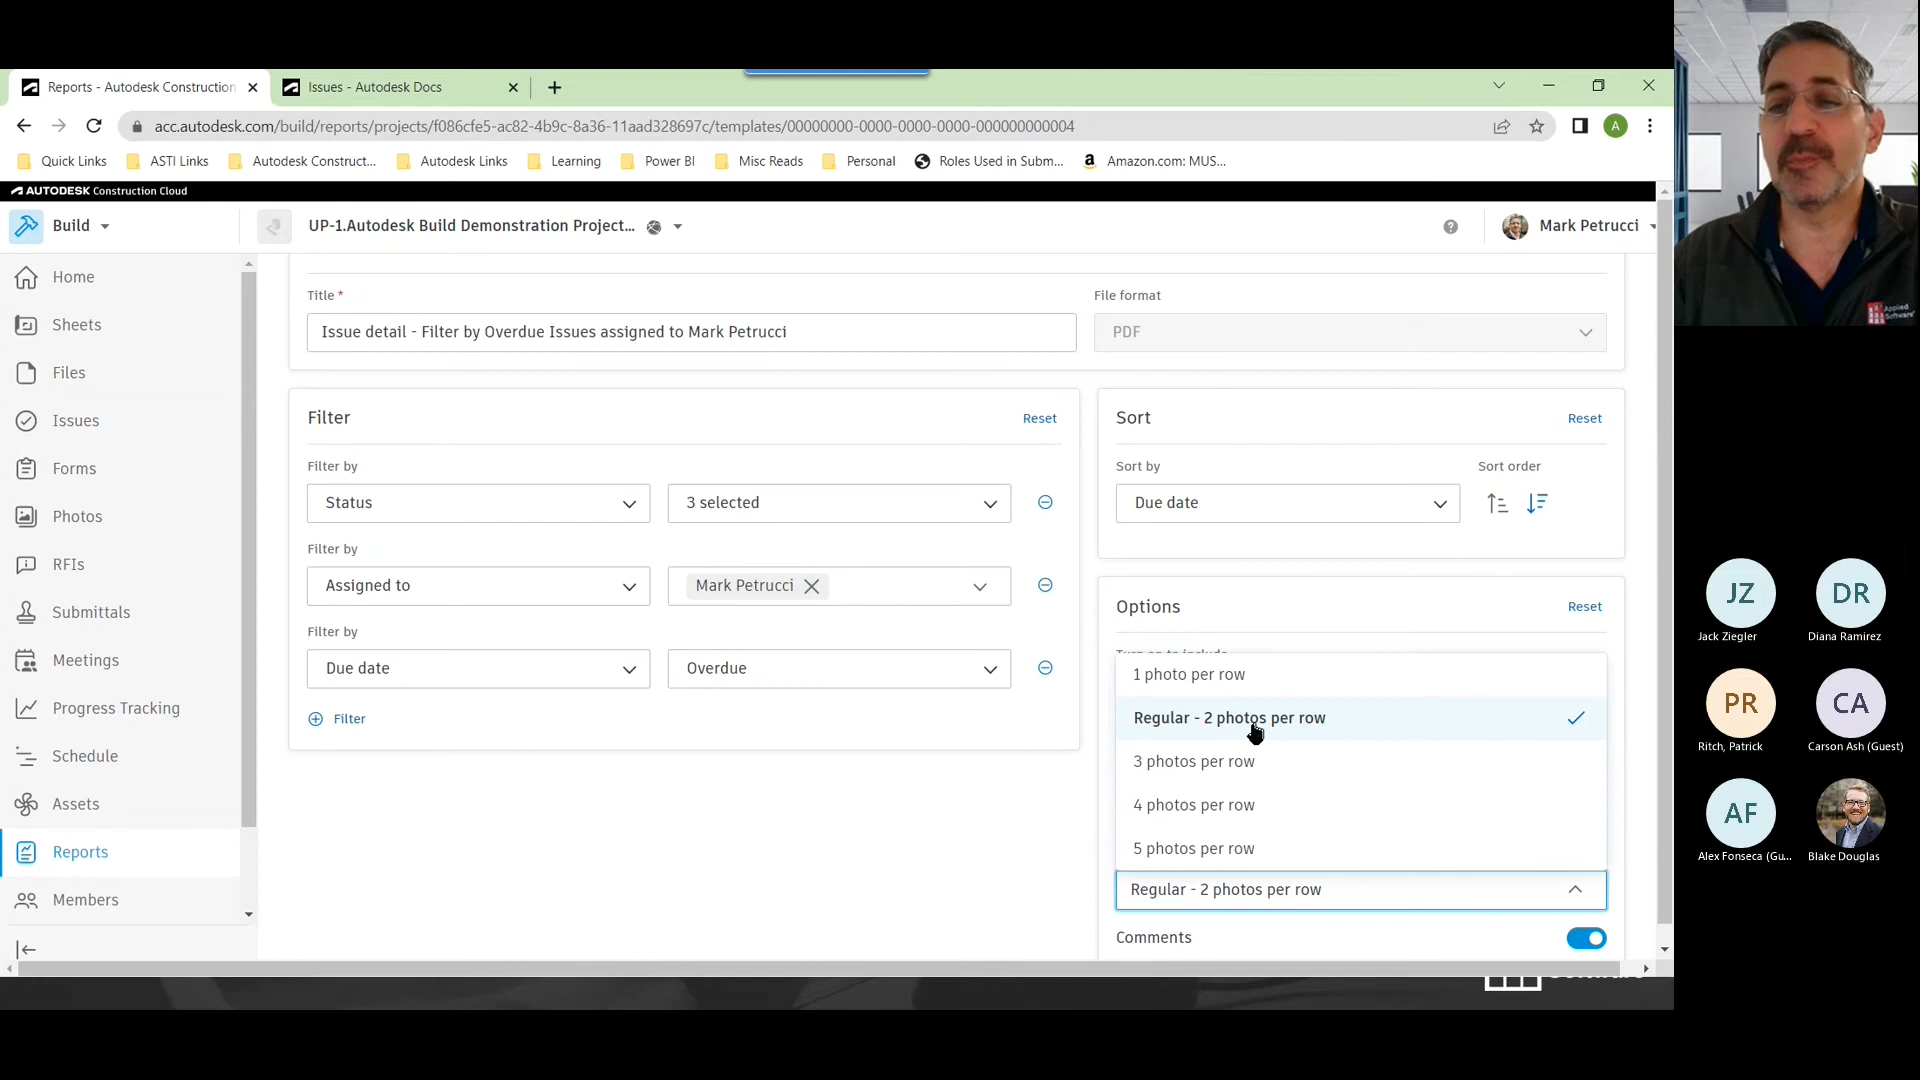 Reports - Autodesk Construction
Issues - Autodesk Docs
acc.autodesk.com/build/reports/projects/f086cfe5-ac82-4b9c-8a36-11aad328697c/templates/00000000-0000-0000-0000-000000000004
A
Quick Links
ASTI Links
Autodesk Construct...
Autodesk Links
Learning
Power BI
Misc Reads
Personal
Roles Used in Subm...
Amazon.com: MUS...
AUTODESK Construction Cloud
Build
UP-1.Autodesk Build Demonstration Project...
Mark Petrucci
Home
Sheets
Files
Issues
Forms
Photos
RFIs
Submittals
Meetings
Progress Tracking
Schedule
Assets
Reports
Members
Title *
Issue detail - Filter by Overdue Issues assigned to Mark Petrucci
File format
PDF
Filter
Reset
Filter by
Status
3 selected
Filter by
Assigned to
Mark Petrucci
Filter by
Due date
Overdue
Filter
Sort
Reset
Sort by
Sort order
Due date
Options
Reset
Turn on to include
1 photo per row
Regular - 2 photos per row
3 photos per row
4 photos per row
5 photos per row
Regular - 2 photos per row
Comments
Applied
Software
JZ
Jack Ziegler
DR
Diana Ramirez
PR
Ritch, Patrick
CA
Carson Ash (Guest)
AF
Alex Fonseca (Gu...
Blake Douglas